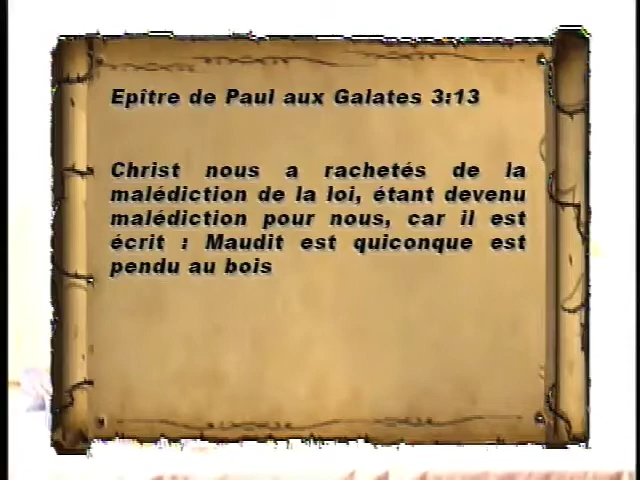 Epître de Paul aux Galates 3:13
Christ nous a rachetés de la
malédiction de la loi, étant devenu
malédiction pour nous, car il est
écrit : Maudit est quiconque est
pendu au bois